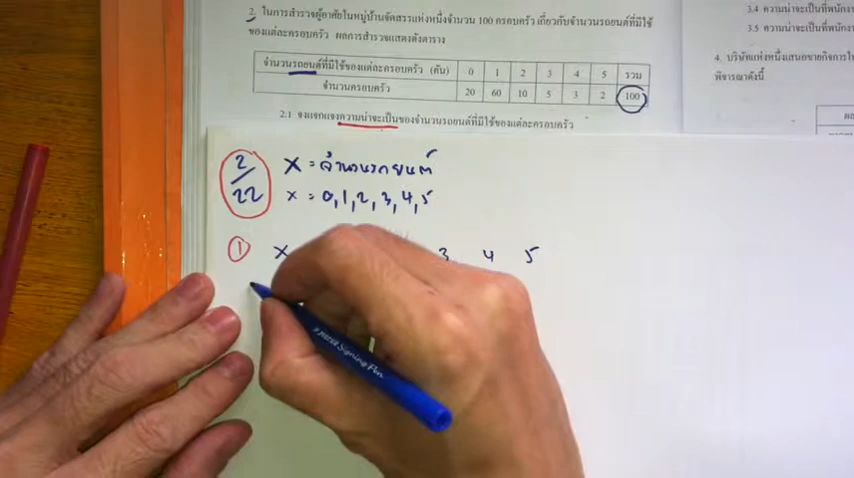 2. ในการสำรวจผู้อาศัยในหมู่บ้านจัดสรรแห่งหนึ่งจำนวน 100 ครอบครัว เกี่ยวกับจำนวนรถยนต์ที่มีใช้
ของแต่ละครอบครัว ผลการสำรวจแสดงดังตาราง
จำนวนรถยนต์ที่มีใช้ของแต่ละครอบครัว (คัน) 0 1 2 3 4 5 รวม
จำนวนครอบครัว 20 60 10 5 3 2 100
2.1 จงแจกแจงความน่าจะเป็นของจำนวนรถยนต์ที่มีใช้ของแต่ละครอบครัว
3.4 ความน่าจะเป็นที่พนักงา
3.5 ความน่าจะเป็นที่พนัก
4. บริษัทแห่งหนึ่งเสนอขายกิจการใ
พิจารณาดังนี้
2/22 X = จำนวนรถยนต์
x = 0,1,2,3,4,5
1 X 3 4 5
Signing Pen